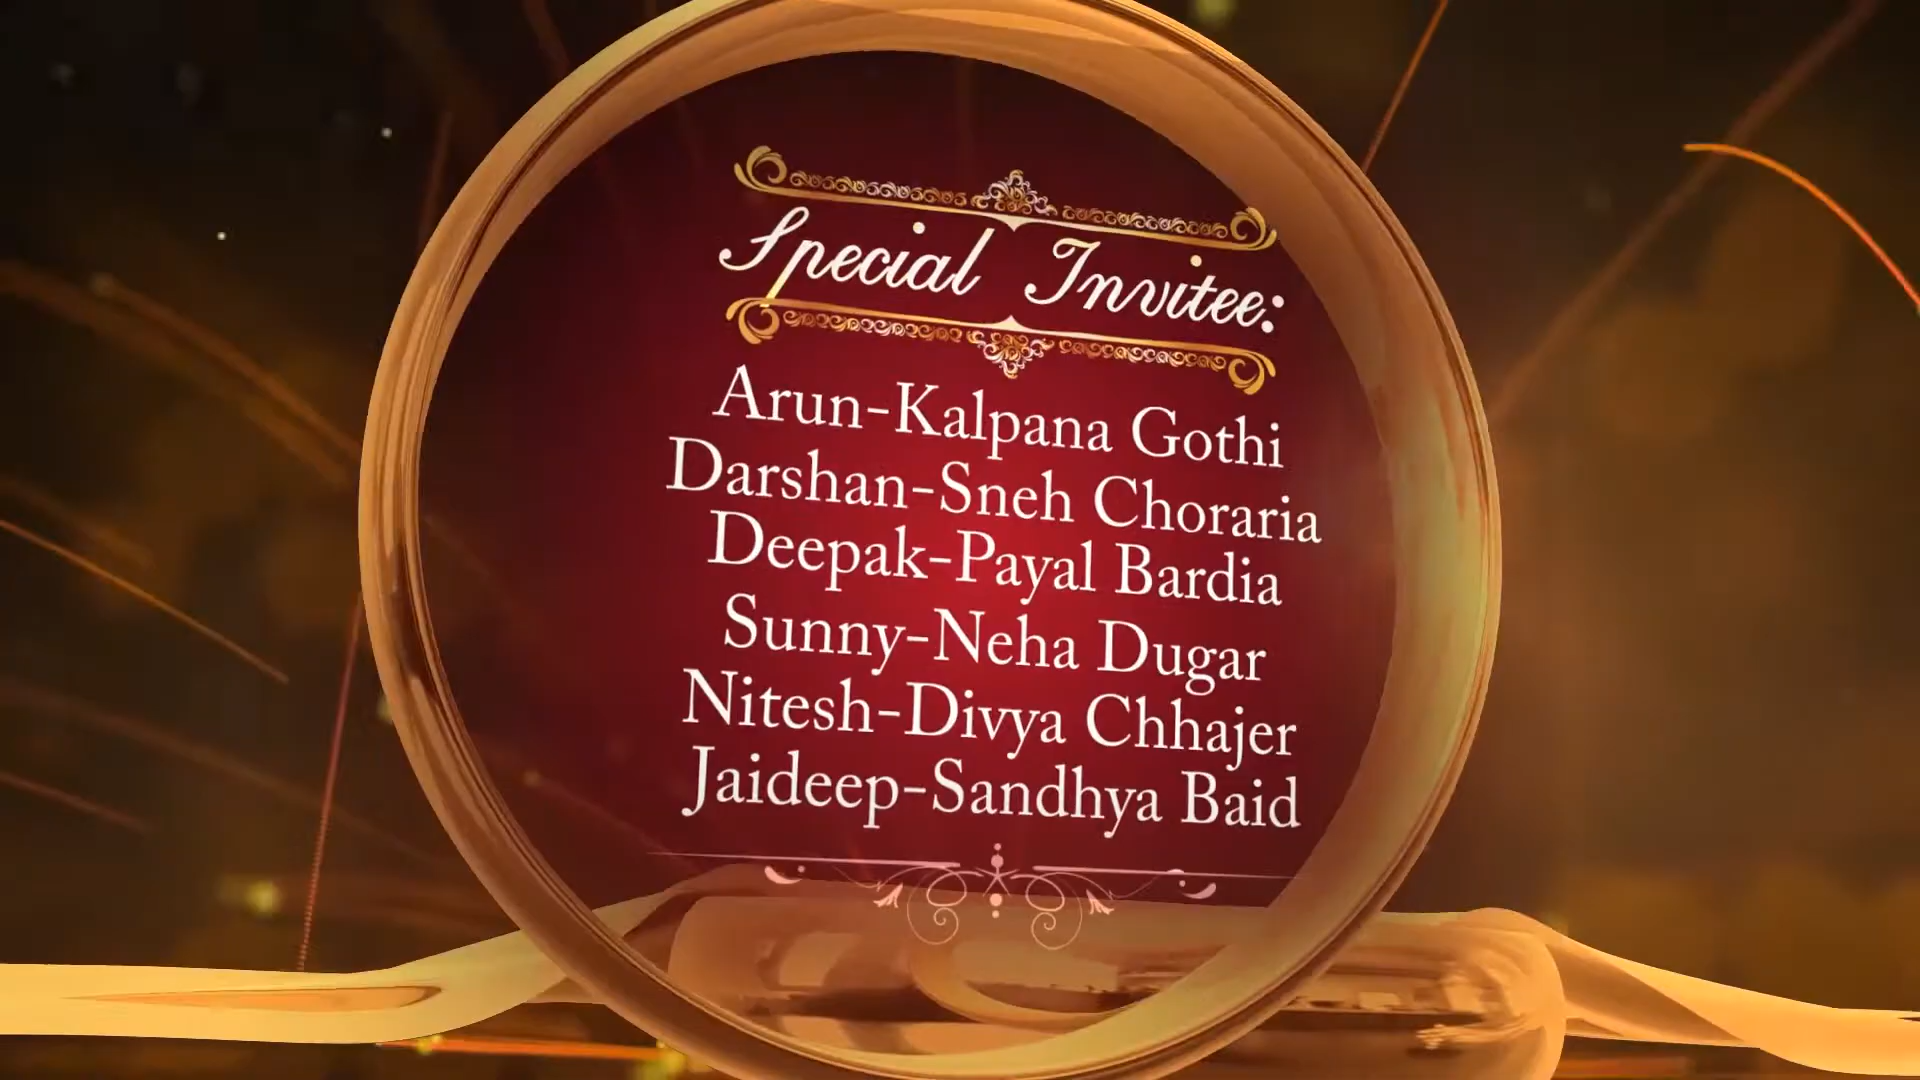 Special Invitee:
Arun-Kalpana Gothi
Darshan-Sneh Choraria
Deepak-Payal Bardia
Sunny-Neha Dugar
Nitesh-Divya Chhajer
Jaideep-Sandhya Baid